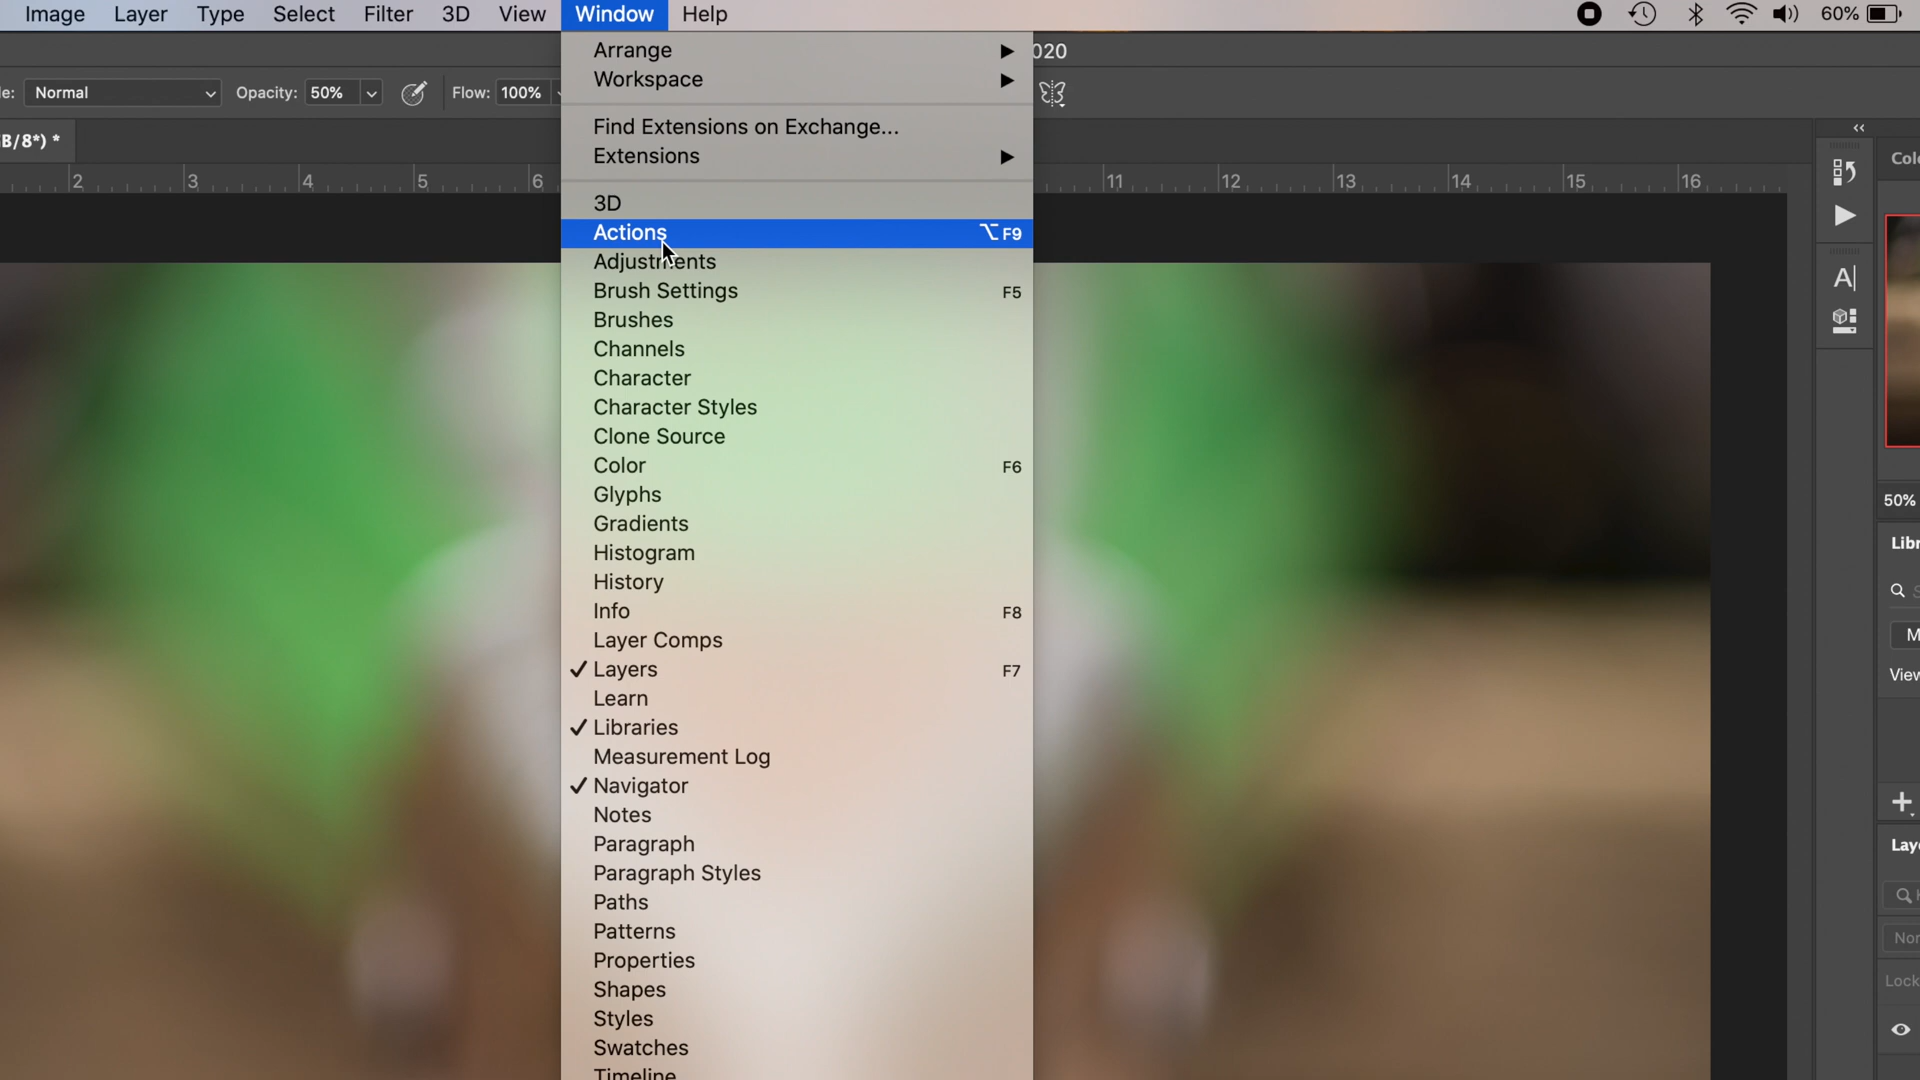 Image Layer Type Select Filter 3D View Window Help 60%
Arrange
020
Workspace
e: Normal Opacity: 50% Flow: 100%
Find Extensions on Exchange...
B/8*) *
Extensions
Colo
2 3 4 5 6 11 12 13 14 15 16
3D
Actions ⌥F9
Adjustments
Brush Settings F5
Brushes
Channels
Character
Character Styles
Clone Source
Color F6
Glyphs
50%
Gradients
Libr
Histogram
History
Info F8
M
Layer Comps
✓ Layers F7
View
Learn
✓ Libraries
Measurement Log
✓ Navigator
Notes
Paragraph
Laye
Paragraph Styles
Paths
Patterns
Nor
Properties
Lock
Shapes
Styles
Swatches
Timeline